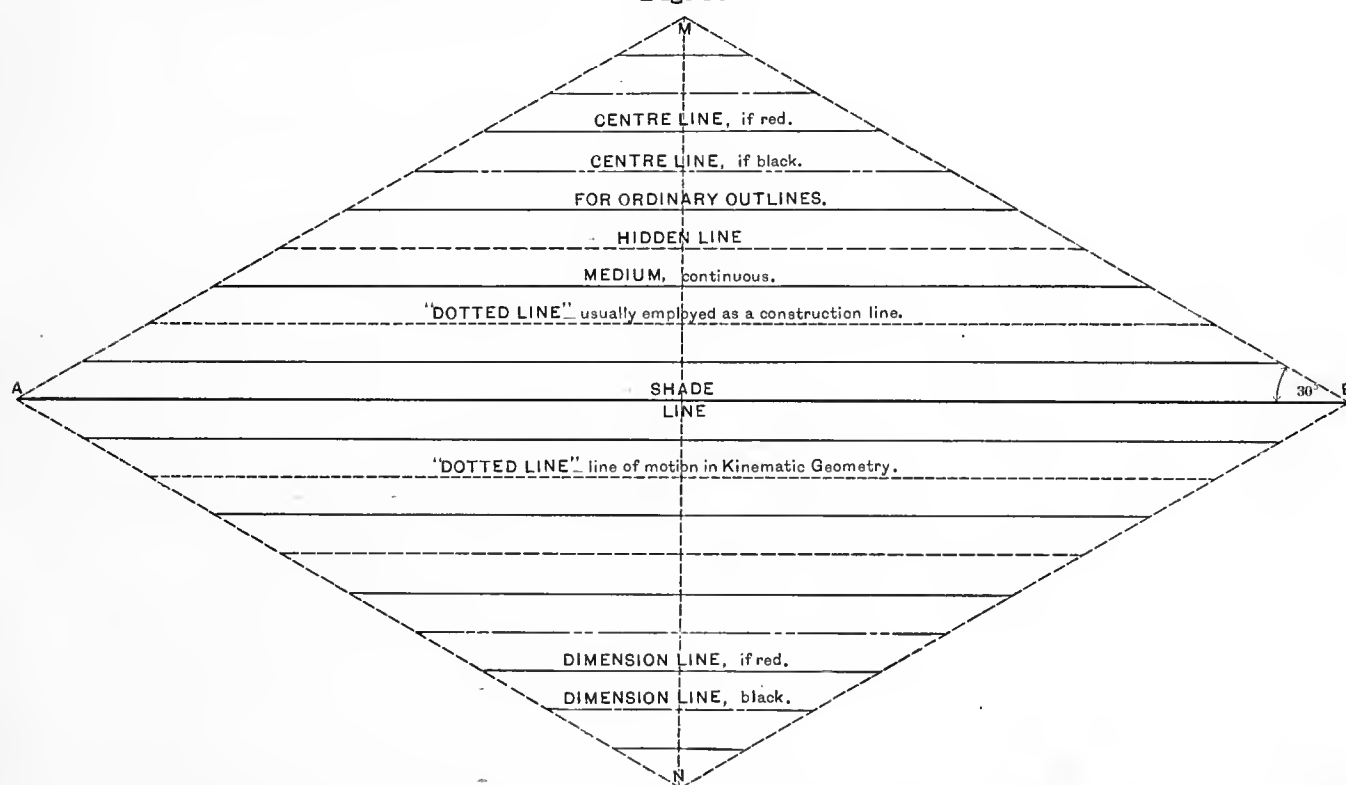 M
CENTRE LINE, if red.
CENTRE LINE, if black.
FOR ORDINARY OUTLINES.
HIDDEN LINE
MEDIUM, continuous.
"DOTTED LINE" usually employed as a construction line.
A
SHADE
30°
LINE
"DOTTED LINE" line of motion in Kinematic Geometry.
DIMENSION LINE, if red.
DIMENSION LINE, black.
N